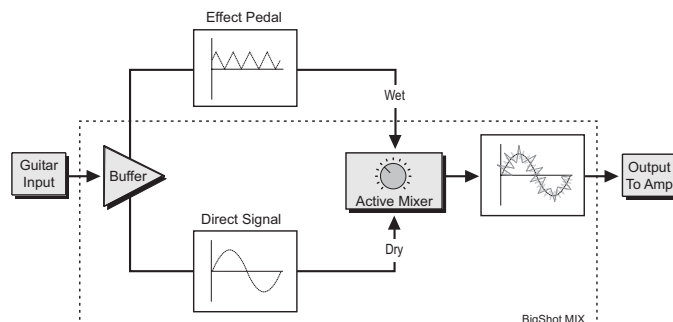 Effect Pedal
Wet
Guitar
Input
Buffer
Active Mixer
Output
To Amp
Direct Signal
Dry
BigShot MIX